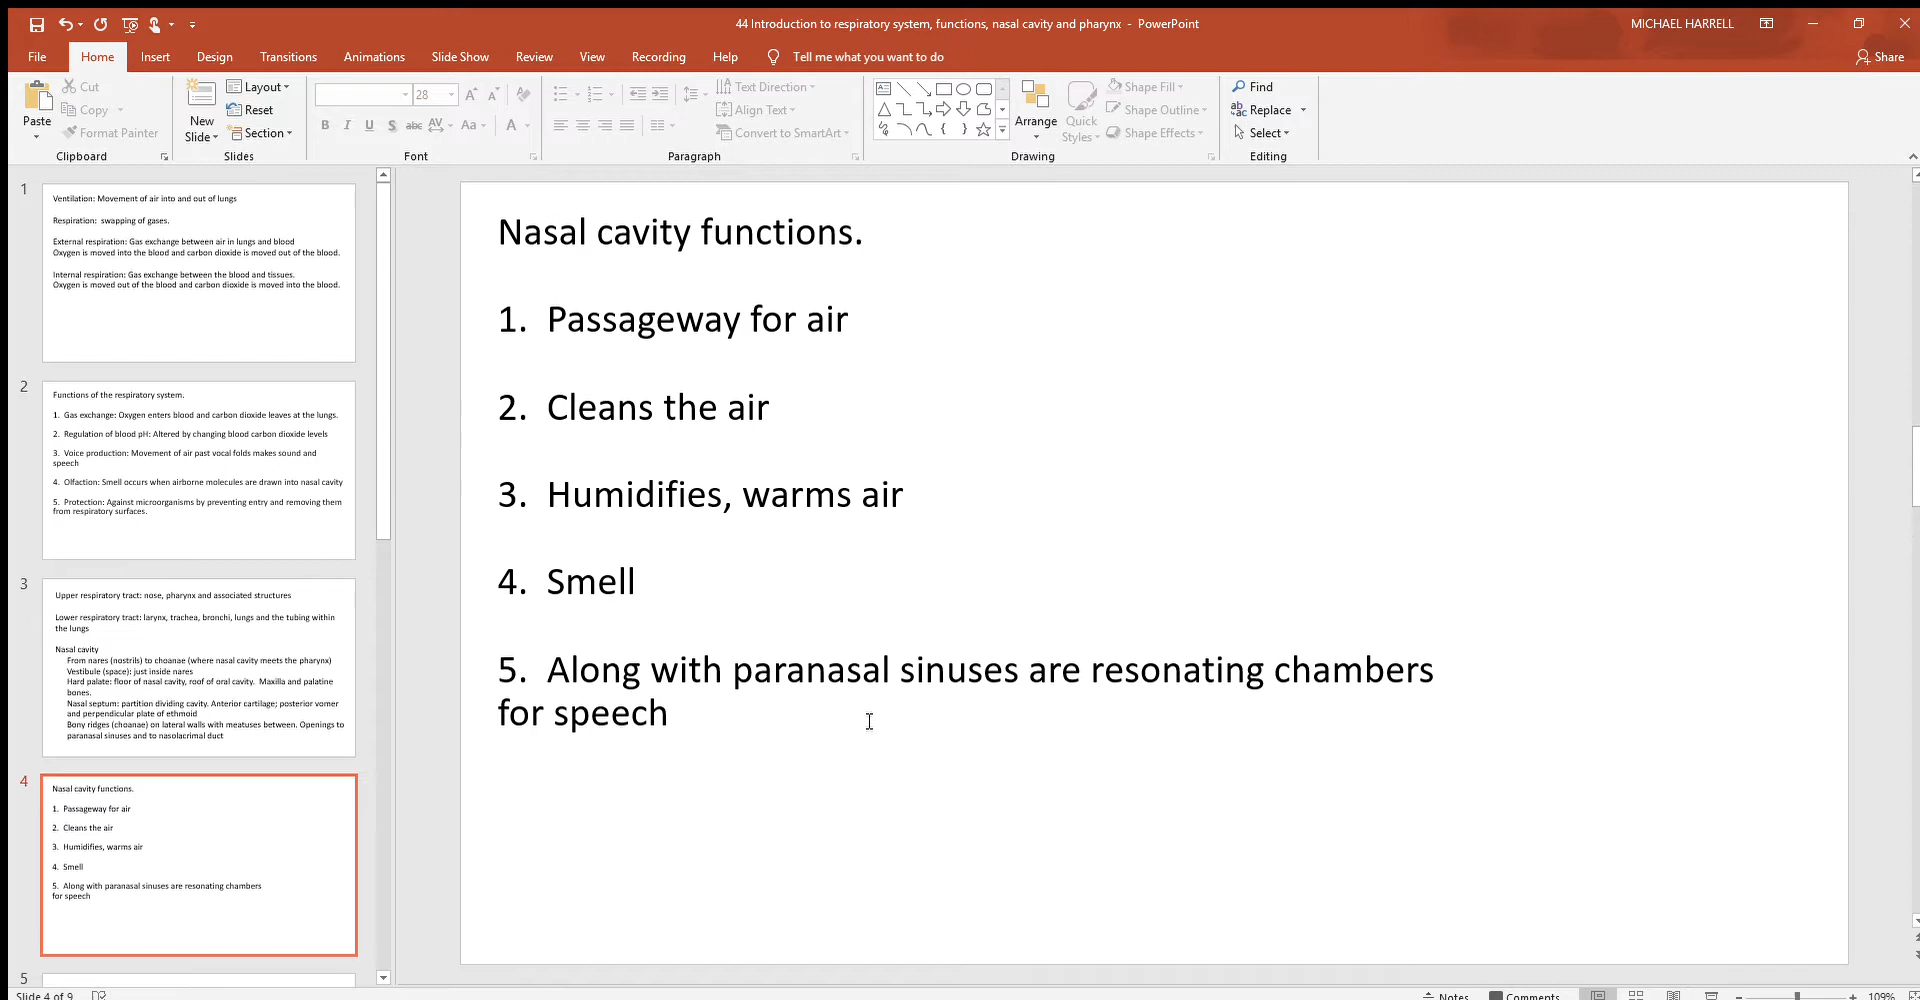 44 Introduction to respiratory system, functions, nasal cavity and pharynx - PowerPoint
MICHAEL HARRELL
File Home Insert Design Transitions Animations Slide Show Review View Recording Help Tell me what you want to do
Share
Paste
Cut
Copy
Format Painter
Clipboard
New Slide
Layout
Reset
Section
Slides
28
B I U S abc AV Aa A
Font
Text Direction
Align Text
Convert to SmartArt
Paragraph
Arrange
Quick Styles
Shape Fill
Shape Outline
Shape Effects
Drawing
Find
Replace
Select
Editing
1
Ventilation: Movement of air into and out of lungs
Respiration: swapping of gases.
External respiration: Gas exchange between air in lungs and blood
Oxygen is moved into the blood and carbon dioxide is moved out of the blood.
Internal respiration: Gas exchange between the blood and tissues.
Oxygen is moved out of the blood and carbon dioxide is moved into the blood.
2
Functions of the respiratory system.
1. Gas exchange: Oxygen enters blood and carbon dioxide leaves at the lungs.
2. Regulation of blood pH: Altered by changing blood carbon dioxide levels
3. Voice production: Movement of air past vocal folds makes sound and
speech
4. Olfaction: Smell occurs when airborne molecules are drawn into nasal cavity
5. Protection: Against microorganisms by preventing entry and removing them
from respiratory surfaces.
3
Upper respiratory tract: nose, pharynx and associated structures
Lower respiratory tract: larynx, trachea, bronchi, lungs and the tubing within
the lungs
Nasal cavity
From nares (nostrils) to choanae (where nasal cavity meets the pharynx)
Vestibule (space): just inside nares
Hard palate: floor of nasal cavity, roof of oral cavity. Maxilla and palatine
bones.
Nasal septum: partition dividing cavity. Anterior cartilage; posterior vomer
and perpendicular plate of ethmoid
Bony ridges (choanae) on lateral walls with meatuses between. Openings to
paranasal sinuses and to nasolacrimal duct
4
Nasal cavity functions.
1. Passageway for air
2. Cleans the air
3. Humidifies, warms air
4. Smell
5. Along with paranasal sinuses are resonating chambers
for speech
5
Nasal cavity functions.
1. Passageway for air
2. Cleans the air
3. Humidifies, warms air
4. Smell
5. Along with paranasal sinuses are resonating chambers
for speech
Slide 4 of 9
Notes
Comments
109%